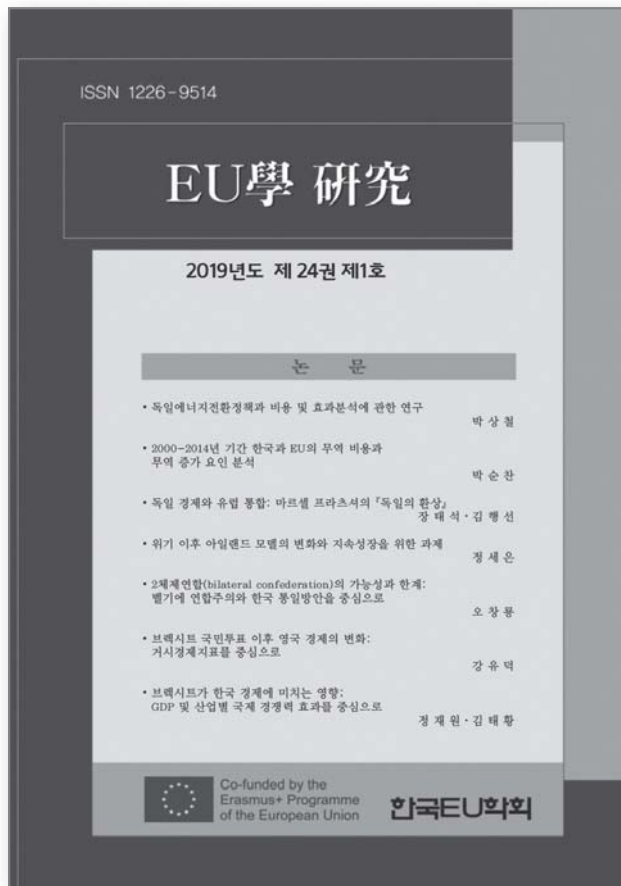 ISSN 1226-9514
EU學 硏究
2019년도 제 24권 제1호
논 문
• 독일에너지전환정책과 비용 및 효과분석에 관한 연구
박 상 철
• 2000-2014년 기간 한국과 EU의 무역 비용과
무역 증가 요인 분석
박 순 찬
• 독일 경제와 유럽 통합: 마르셀 프라츠셔의 『독일의 환상』
장 태 석 · 김 행 선
• 위기 이후 아일랜드 모델의 변화와 지속성장을 위한 과제
정 세 은
• 2체제연합(bilateral confederation)의 가능성과 한계:
벨기에 연합주의와 한국 통일방안을 중심으로
오 창 룡
• 브렉시트 국민투표 이후 영국 경제의 변화:
거시경제지표를 중심으로
강 유 덕
• 브렉시트가 한국 경제에 미치는 영향:
GDP 및 산업별 국제 경쟁력 효과를 중심으로
정 재 원 · 김 태 황
Co-funded by the
Erasmus+ Programme
of the European Union
한국EU학회